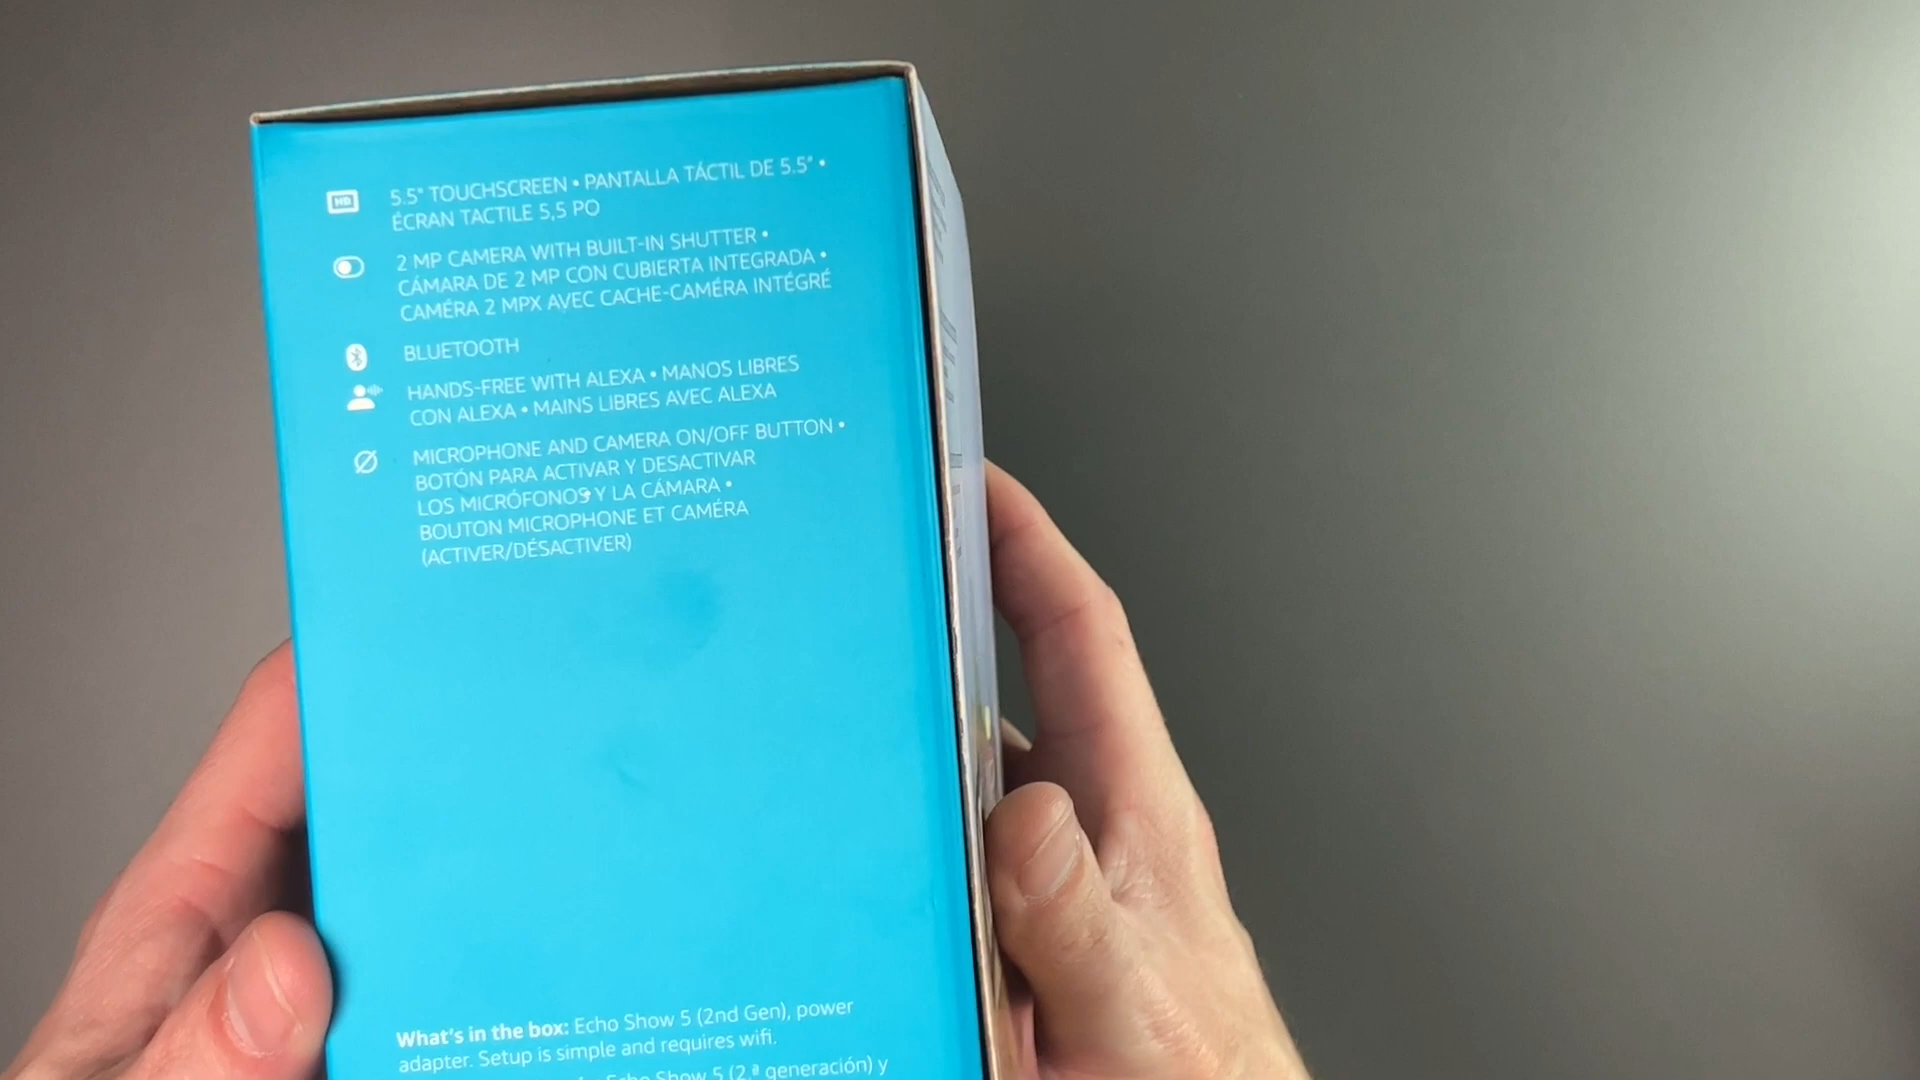 HD
5.5" TOUCHSCREEN • PANTALLA TÁCTIL DE 5.5" •
ÉCRAN TACTILE 5,5 PO
2 MP CAMERA WITH BUILT-IN SHUTTER •
CÁMARA DE 2 MP CON CUBIERTA INTEGRADA •
CAMÉRA 2 MPX AVEC CACHE-CAMÉRA INTÉGRÉ
BLUETOOTH
HANDS-FREE WITH ALEXA • MANOS LIBRES
CON ALEXA • MAINS LIBRES AVEC ALEXA
MICROPHONE AND CAMERA ON/OFF BUTTON •
BOTÓN PARA ACTIVAR Y DESACTIVAR
LOS MICRÓFONOS Y LA CÁMARA •
BOUTON MICROPHONE ET CAMÉRA
(ACTIVER/DÉSACTIVER)
What's in the box: Echo Show 5 (2nd Gen), power
adapter. Setup is simple and requires wifi.
Echo Show 5 (2.ª generación) y